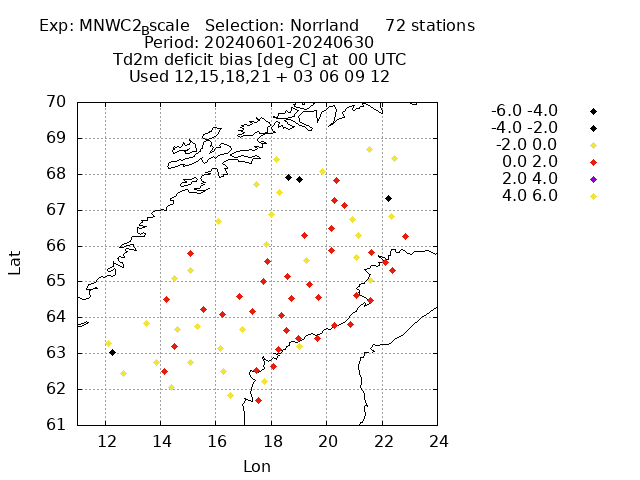 Exp: MNWC2_Bscale   Selection: Norrland     72 stations
Period: 20240601-20240630
Td2m deficit bias [deg C] at  00 UTC
Used 12,15,18,21 + 03 06 09 12
-6.0 -4.0
-4.0 -2.0
-2.0 0.0
0.0 2.0
2.0 4.0
4.0 6.0
70
69
68
67
66
65
64
63
62
61
Lat
12 14 16 18 20 22 24
Lon